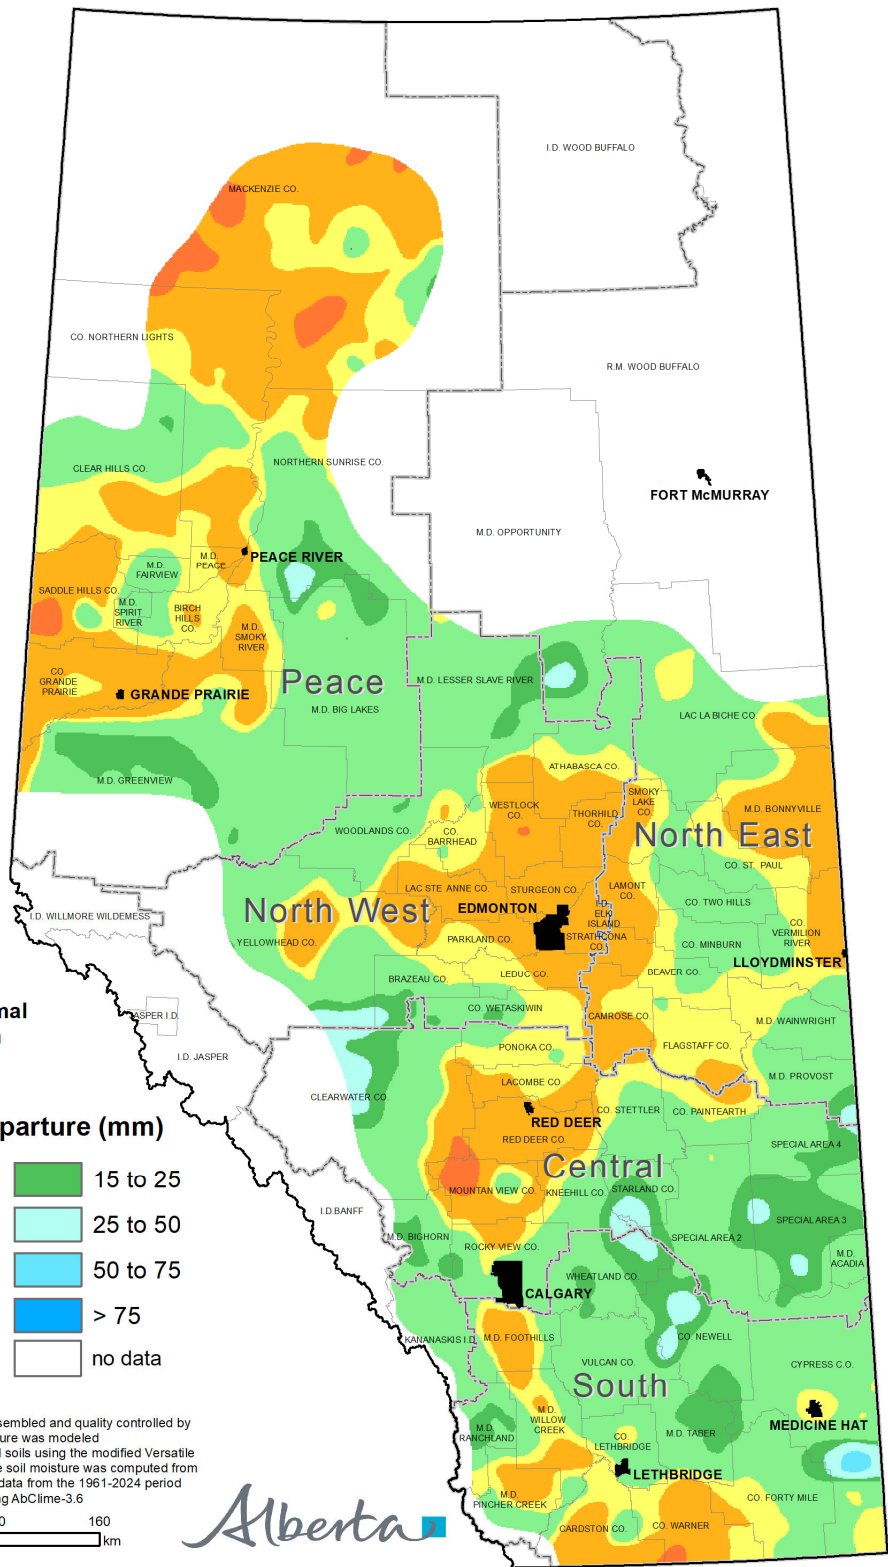 I.D. WOOD BUFFALO
MACKENZIE CO.
CO. NORTHERN LIGHTS
R.M. WOOD BUFFALO
CLEAR HILLS CO.
NORTHERN SUNRISE CO.
FORT McMURRAY
M.D. OPPORTUNITY
PEACE RIVER
M.D.
PEACE
M.D.
FAIRVIEW
SADDLE HILLS CO.
M.D.
SPIRIT
RIVER
BIRCH
HILLS
CO.
M.D.
SMOKY
RIVER
CO.
GRANDE
PRAIRIE
GRANDE PRAIRIE
Peace
M.D. LESSER SLAVE RIVER
M.D. BIG LAKES
LAC LA BICHE CO.
M.D. GREENVIEW
ATHABASCA CO.
WESTLOCK
CO.
THORHILD
CO.
SMOKY
LAKE
CO.
M.D. BONNYVILLE
WOODLANDS CO.
CO.
BARRHEAD
North East
CO. ST. PAUL
LAC STE ANNE CO.
STURGEON CO.
LAMONT
CO.
CO. TWO HILLS
North West
EDMONTON
I.D.
ELK
ISLAND
I.D. WILLMORE WILDEMESS
YELLOWHEAD CO.
PARKLAND CO.
STRATHCONA
CO.
CO. MINBURN
CO.
VERMILION
RIVER
LLOYDMINSTER
BRAZEAU CO.
LEDUC CO.
BEAVER CO.
CO. WETASKIWIN
CAMROSE CO.
M.D. WAINWRIGHT
mal
JASPER I.D.
PONOKA CO.
FLAGSTAFF CO.
I.D. JASPER
M.D. PROVOST
LACOMBE CO.
CLEARWATER CO.
CO. STETTLER
CO. PAINTEARTH
RED DEER
parture (mm)
RED DEER CO.
SPECIAL AREA 4
Central
15 to 25
MOUNTAN VIEW CO.
KNEEHILL CO.
STARLAND CO.
I.D.BANFF
25 to 50
SPECIAL AREA 3
M.D. BIGHORN
ROCKY VIEW CO.
SPECIAL AREA 2
M.D.
ACADIA
50 to 75
WHEATLAND CO.
CALGARY
> 75
KANANASKIS I.D.
M.D. FOOTHILLS
CO. NEWELL
no data
VULCAN CO.
CYPRESS C.O.
South
sembled and quality controlled by
ure was modeled
M.D.
WILLOW
CREEK
M.D.
RANCHLAND
M.D. TABER
MEDICINE HAT
l soils using the modified Versatile
CO.
LETHBRIDGE
e soil moisture was computed from
data from the 1961-2024 period
ng AbClime-3.6
LETHBRIDGE
M.D.
PINCHER CREEK
CO. FORTY MILE
0
160
km
Alberta
CARDSTON CO.
CO. WARNER